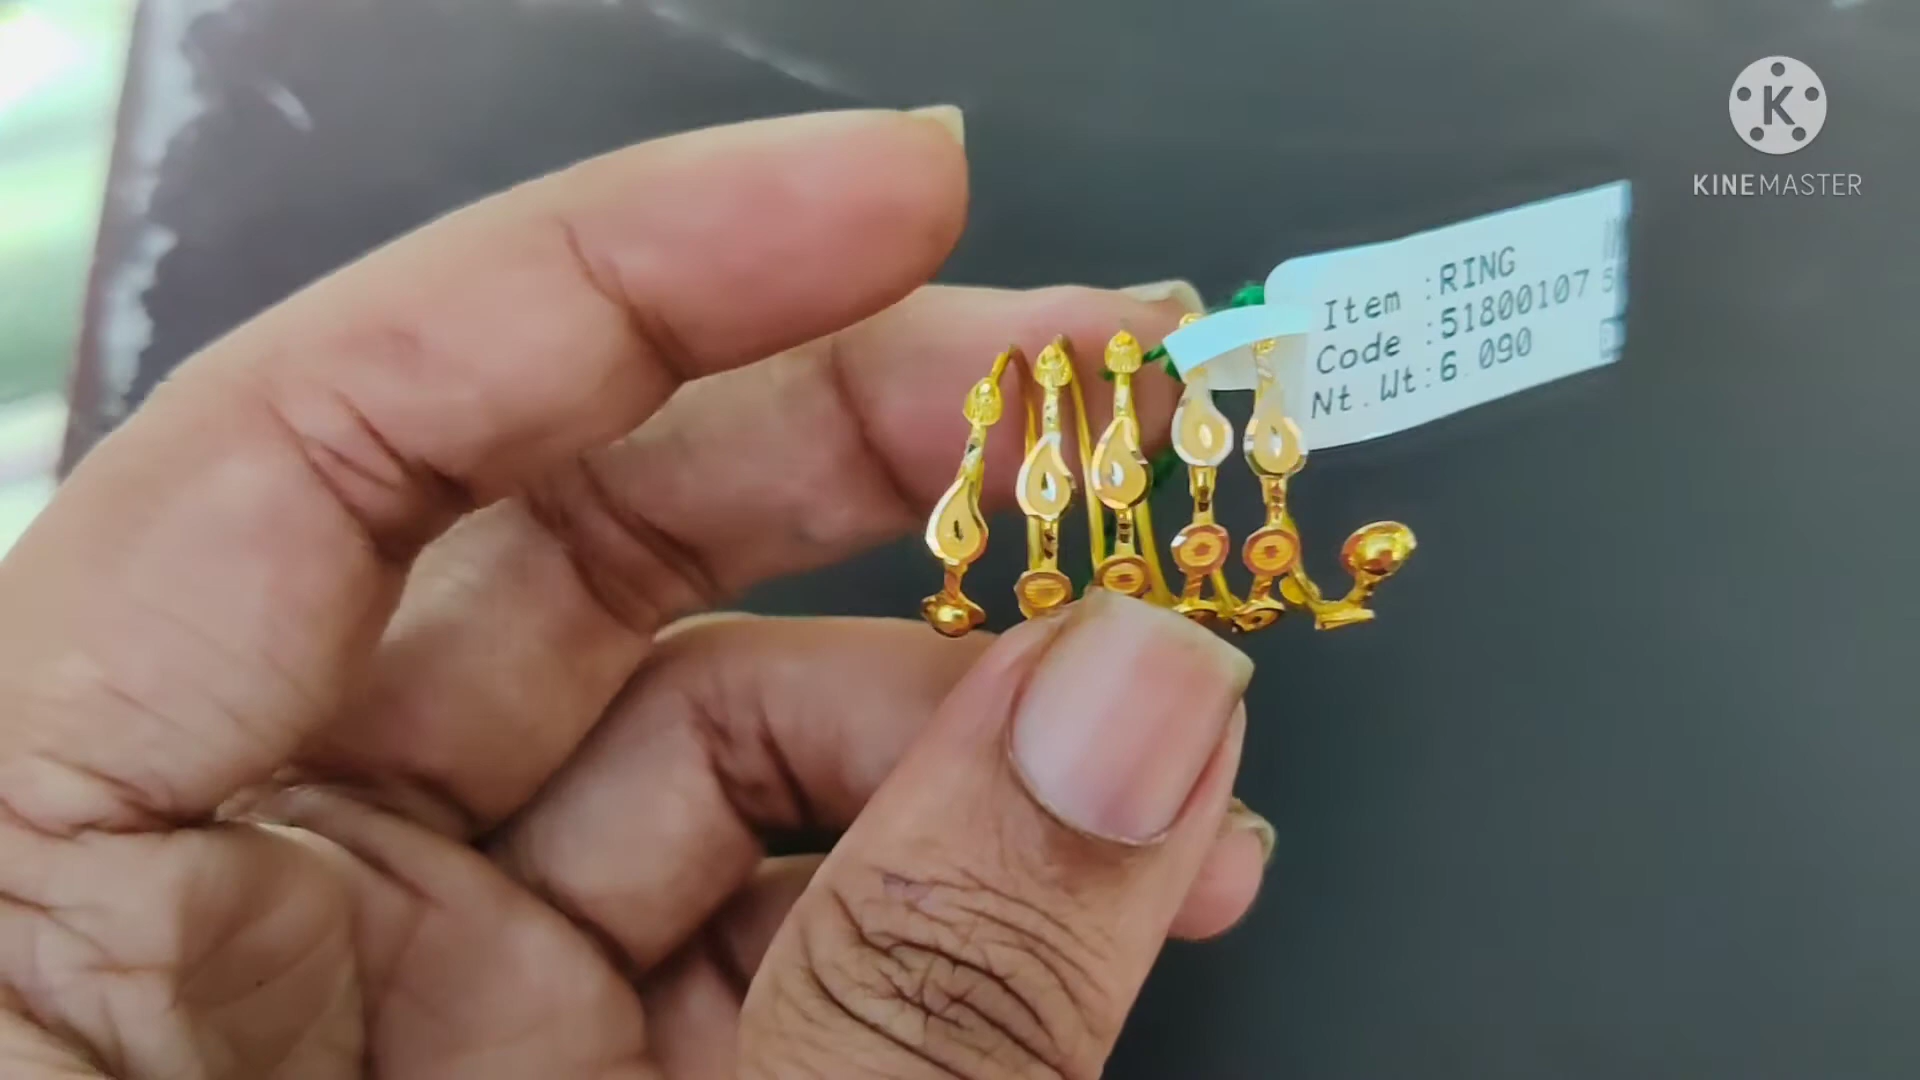 K
KINEMASTER
Item :RING
Code :51800107
Nt.Wt:6.090